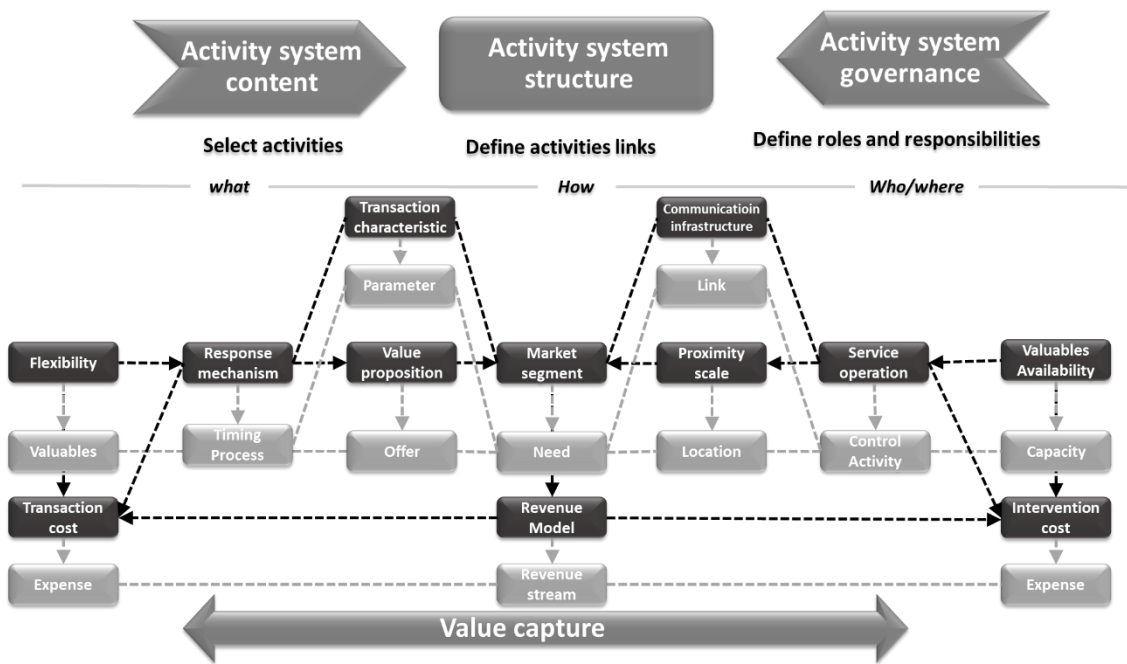 Activity system
content
Activity system
structure
Activity system
governance
Select activities
Define activities links
Define roles and responsibilities
what
How
Who/where
Transaction
characteristic
Communicatioin
infrastructure
Parameter
Link
Flexibility
Response
mechanism
Value
proposition
Market
segment
Proximity
scale
Service
operation
Valuables
Availability
Valuables
Timing
Process
Offer
Need
Location
Control
Activity
Capacity
Transaction
cost
Revenue
Model
Intervention
cost
Expense
Revenue
stream
Expense
Value capture